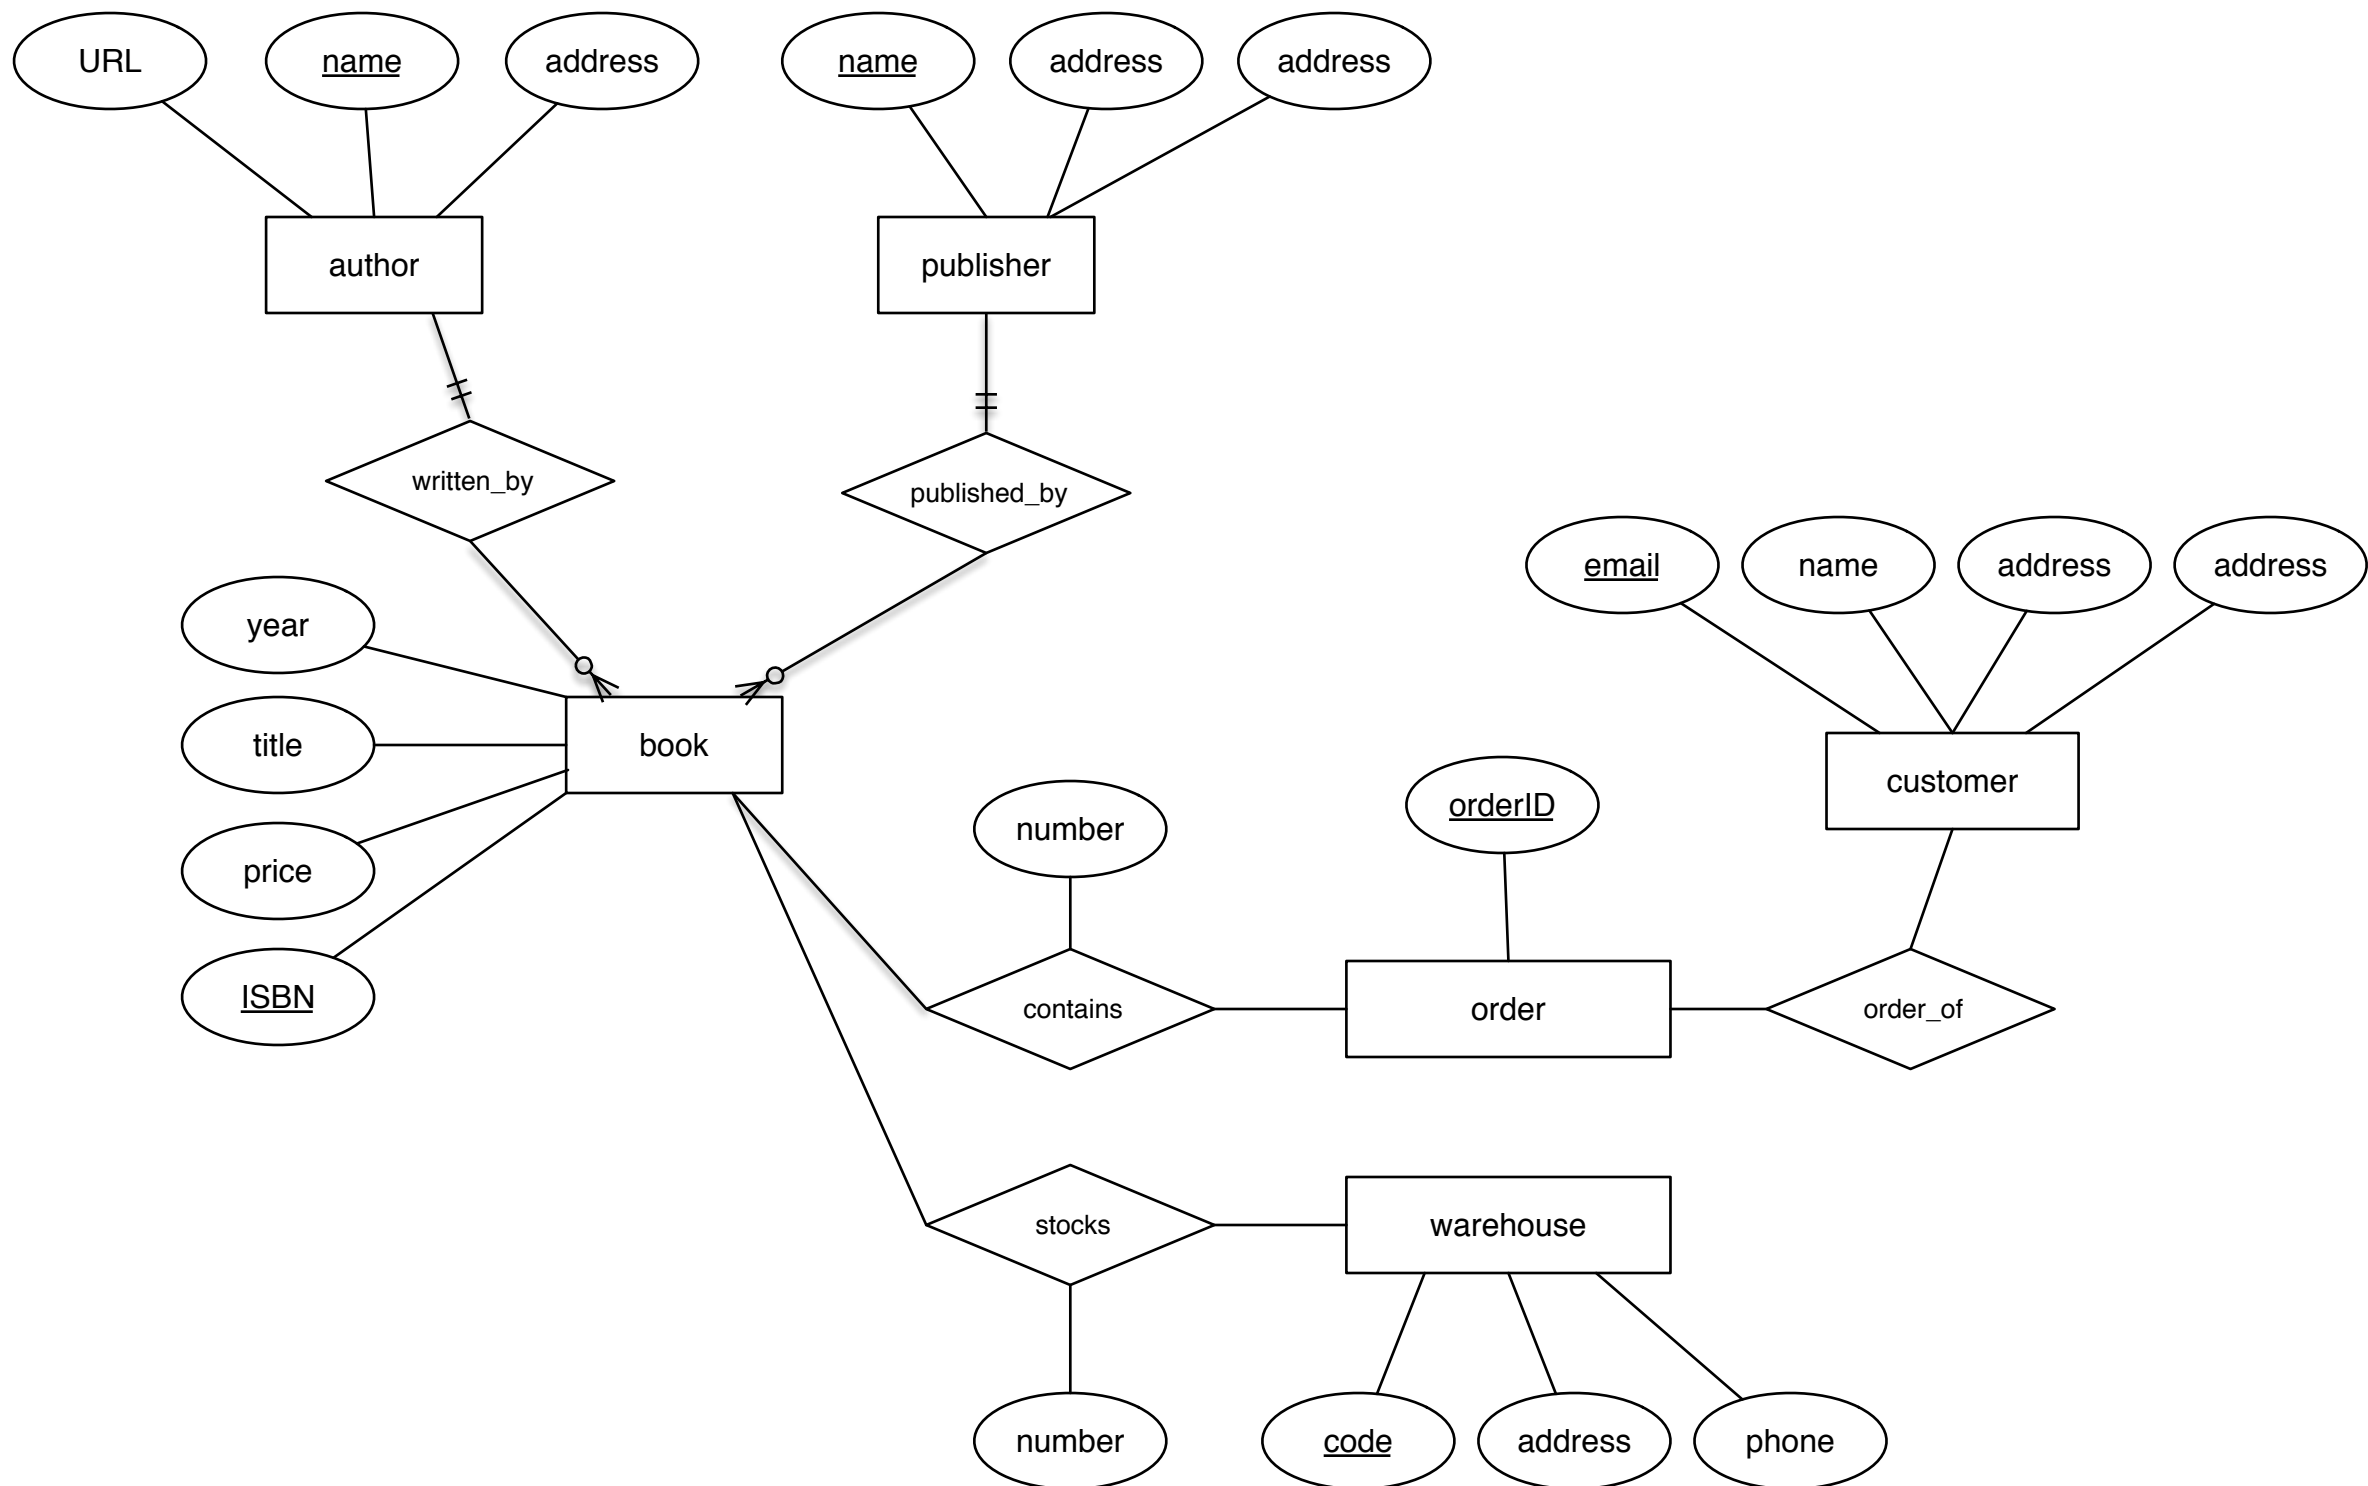 URL
name
address
name
address
address
author
publisher
written_by
published_by
email
name
address
address
year
title
book
customer
price
number
orderID
ISBN
contains
order
order_of
stocks
warehouse
number
code
address
phone